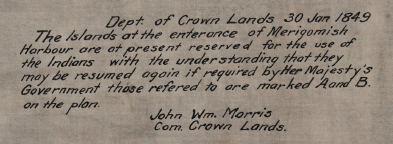 Dept. of Crown Lands 30 Jan 1849
The Islands at the enterance of Merigomish
Harbour are at present reserved for the use of
the Indians with the understanding that they
may be resumed again if required by Her Majesty's
Government those refered to are marked A and B.
on the plan.
John Wm. Morris
Com. Crown Lands.